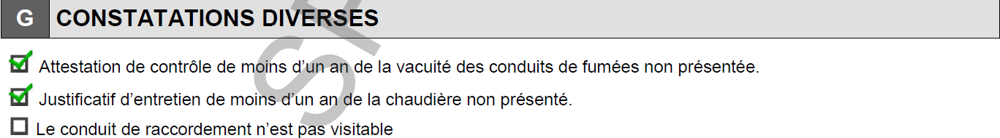 G CONSTATATIONS DIVERSES
Attestation de contrôle de moins d’un an de la vacuité des conduits de fumées non présentée.
Justificatif d’entretien de moins d’un an de la chaudière non présenté.
Le conduit de raccordement n’est pas visitable